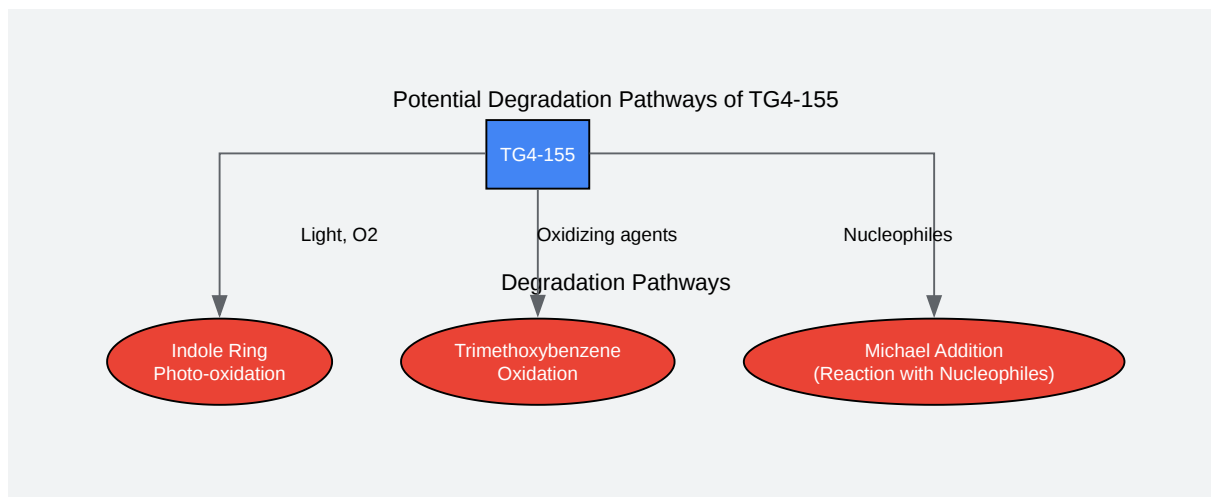 Potential Degradation Pathways of TG4-155
TG4-155
Light, O2
Oxidizing agents
Nucleophiles
Degradation Pathways
Indole Ring
Photo-oxidation
Trimethoxybenzene
Oxidation
Michael Addition
(Reaction with Nucleophiles)